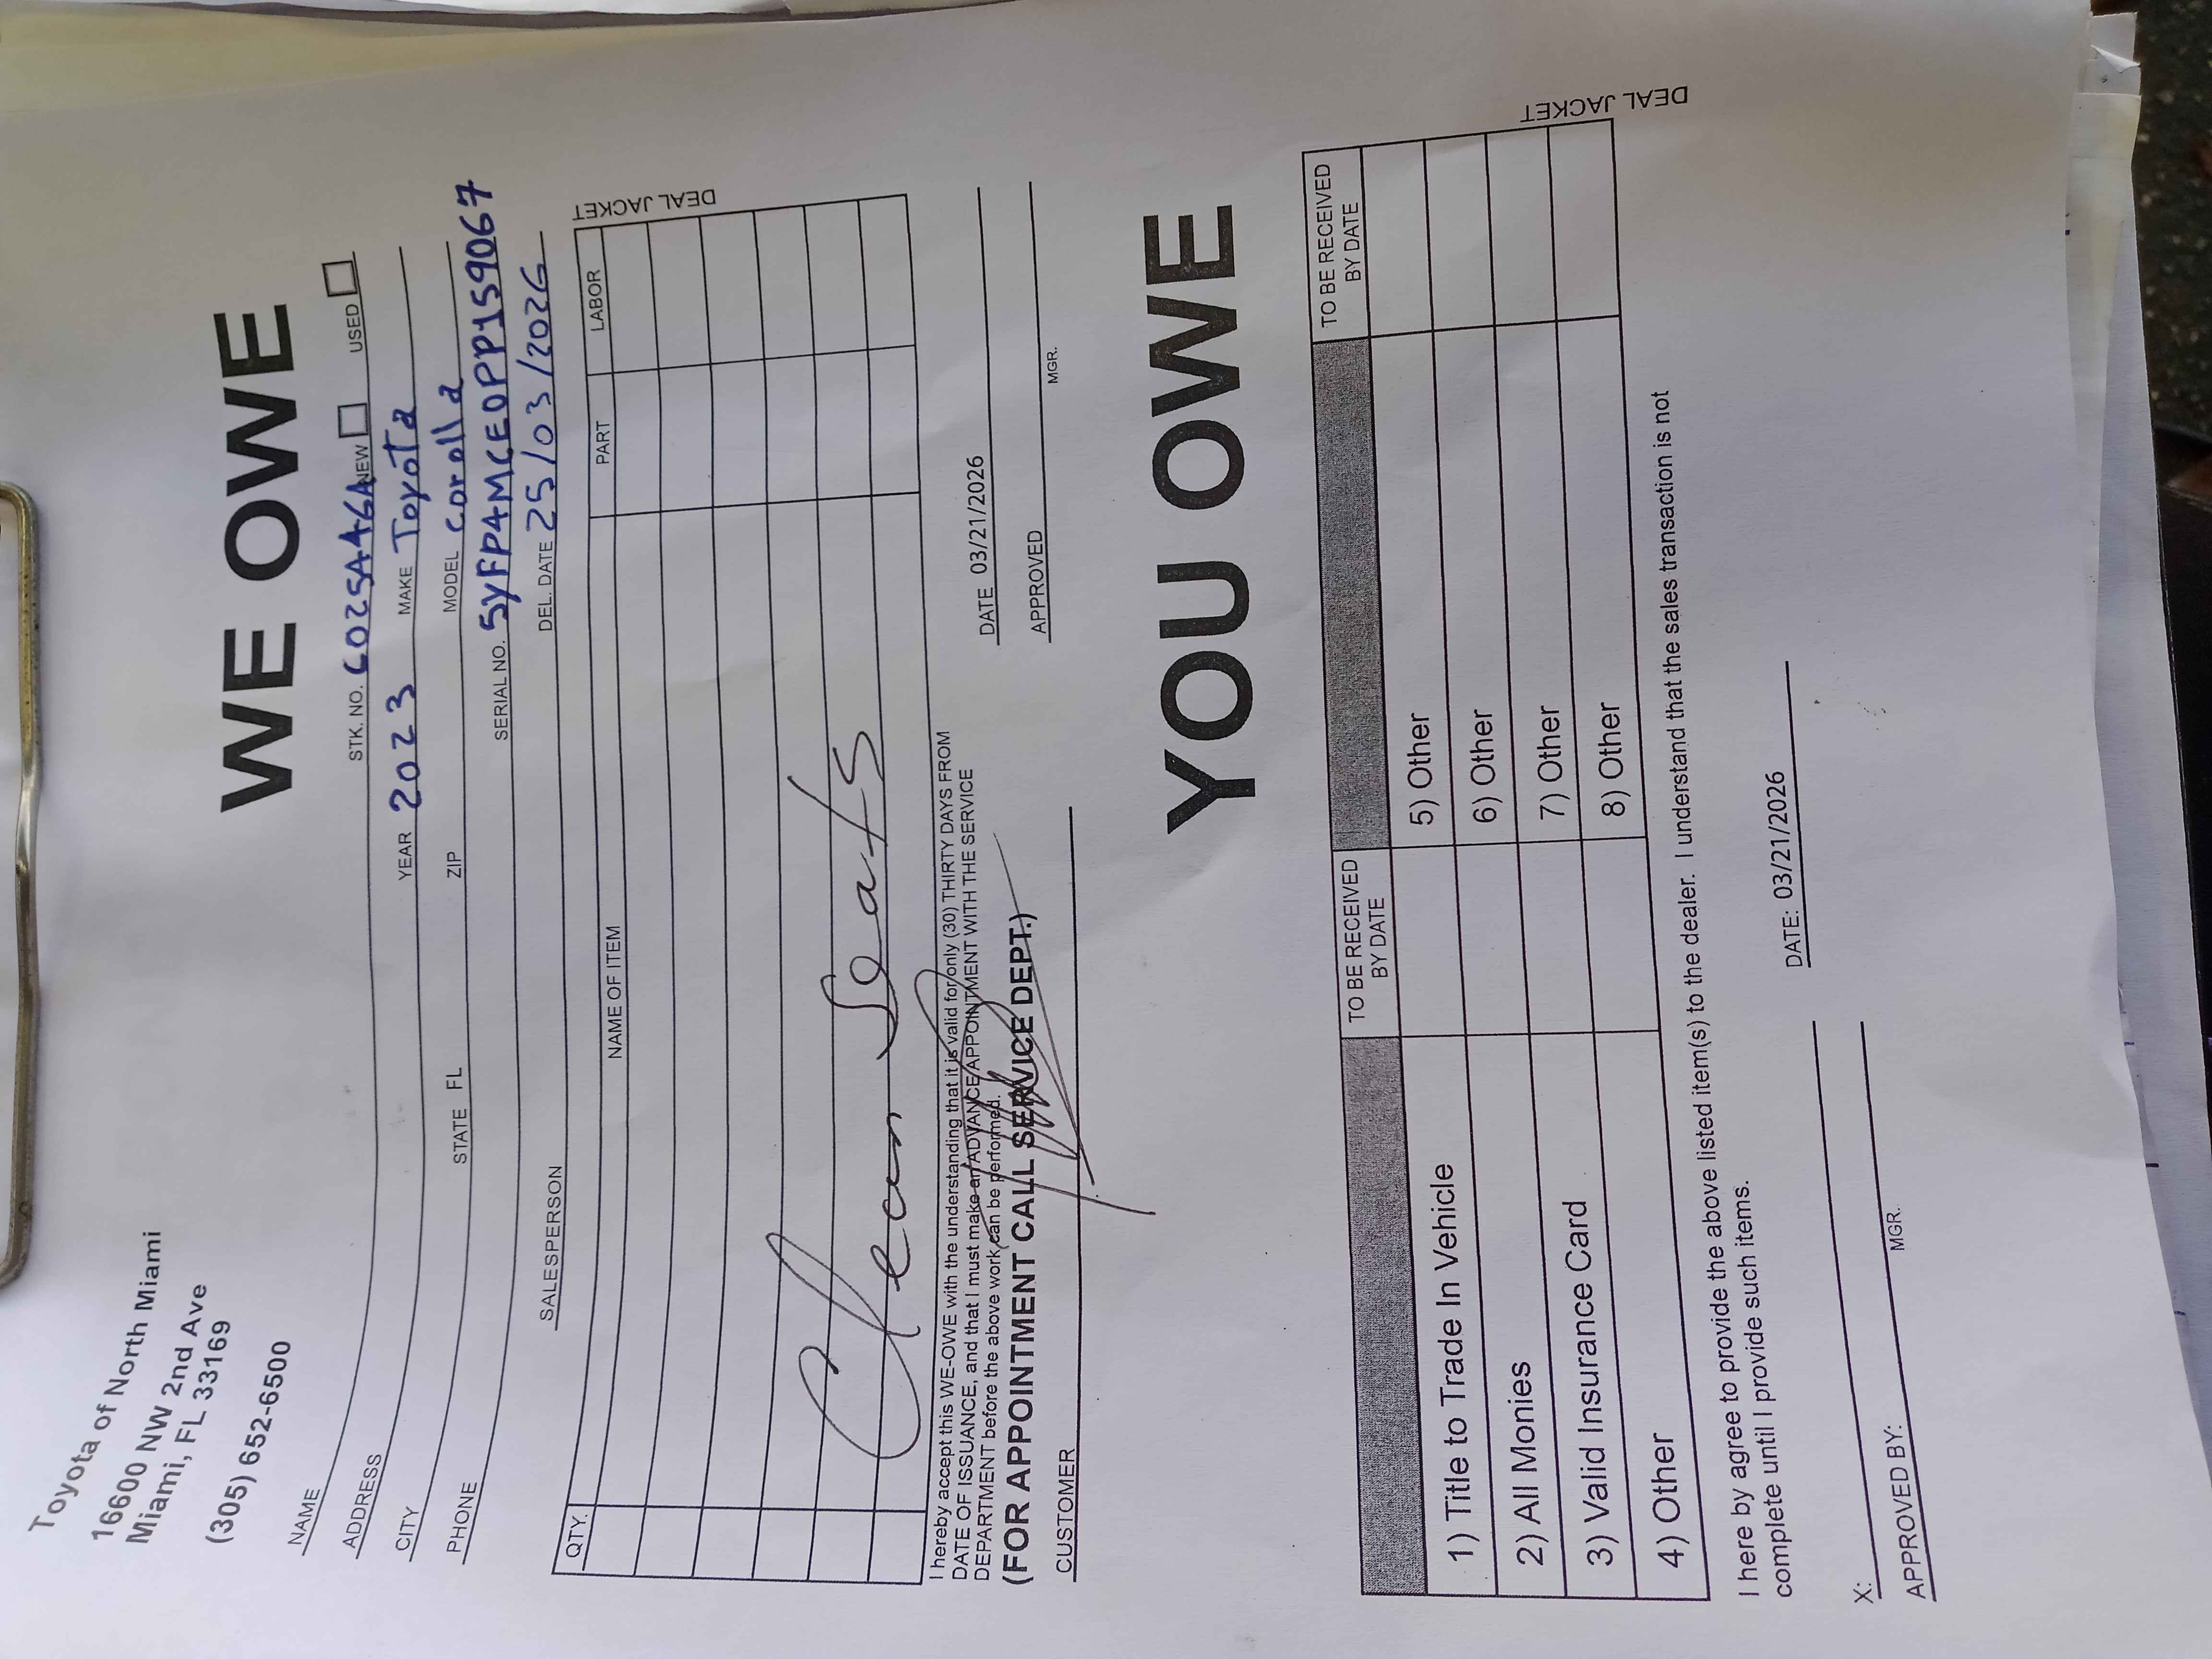 Toyota of North Miami
16600 NW 2nd Ave
Miami, FL 33169
(305) 652-6500
WE OWE
NAME STK. NO. 6025A46A NEW USED
ADDRESS YEAR 2023 MAKE Toyota
CITY STATE FL ZIP MODEL corolla
PHONE SERIAL NO. 5YFP4MCE0PP159067
SALESPERSON DEL. DATE 25/03/2026
QTY. NAME OF ITEM PART LABOR
DEAL JACKET
Clean Seats
I hereby accept this WE-OWE with the understanding that it is valid for only (30) THIRTY DAYS FROM
DATE OF ISSUANCE, and that I must make an ADVANCE APPOINTMENT WITH THE SERVICE
DEPARTMENT before the above work can be performed.
(FOR APPOINTMENT CALL SERVICE DEPT.)
DATE 03/21/2026
CUSTOMER APPROVED
MGR.
YOU OWE
TO BE RECEIVED BY DATE TO BE RECEIVED BY DATE
1) Title to Trade In Vehicle 5) Other
2) All Monies 6) Other
3) Valid Insurance Card 7) Other
4) Other 8) Other
DEAL JACKET
I here by agree to provide the above listed item(s) to the dealer. I understand that the sales transaction is not
complete until I provide such items.
X: DATE: 03/21/2026
APPROVED BY:
MGR.